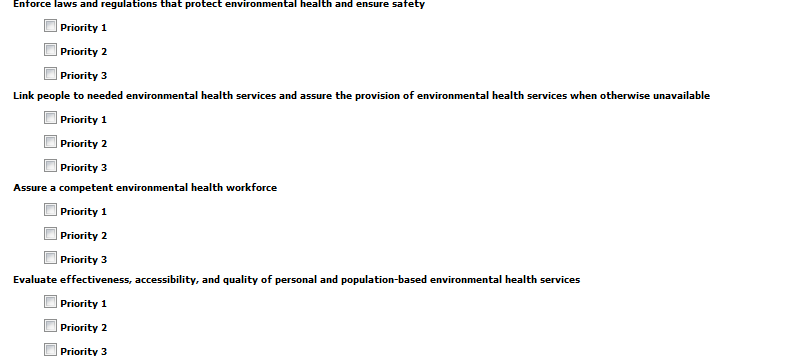 Enforce laws and regulations that protect environmental health and ensure safety
Priority 1
Priority 2
Priority 3
Link people to needed environmental health services and assure the provision of environmental health services when otherwise unavailable
Priority 1
Priority 2
Priority 3
Assure a competent environmental health workforce
Priority 1
Priority 2
Priority 3
Evaluate effectiveness, accessibility, and quality of personal and population-based environmental health services
Priority 1
Priority 2
Priority 3